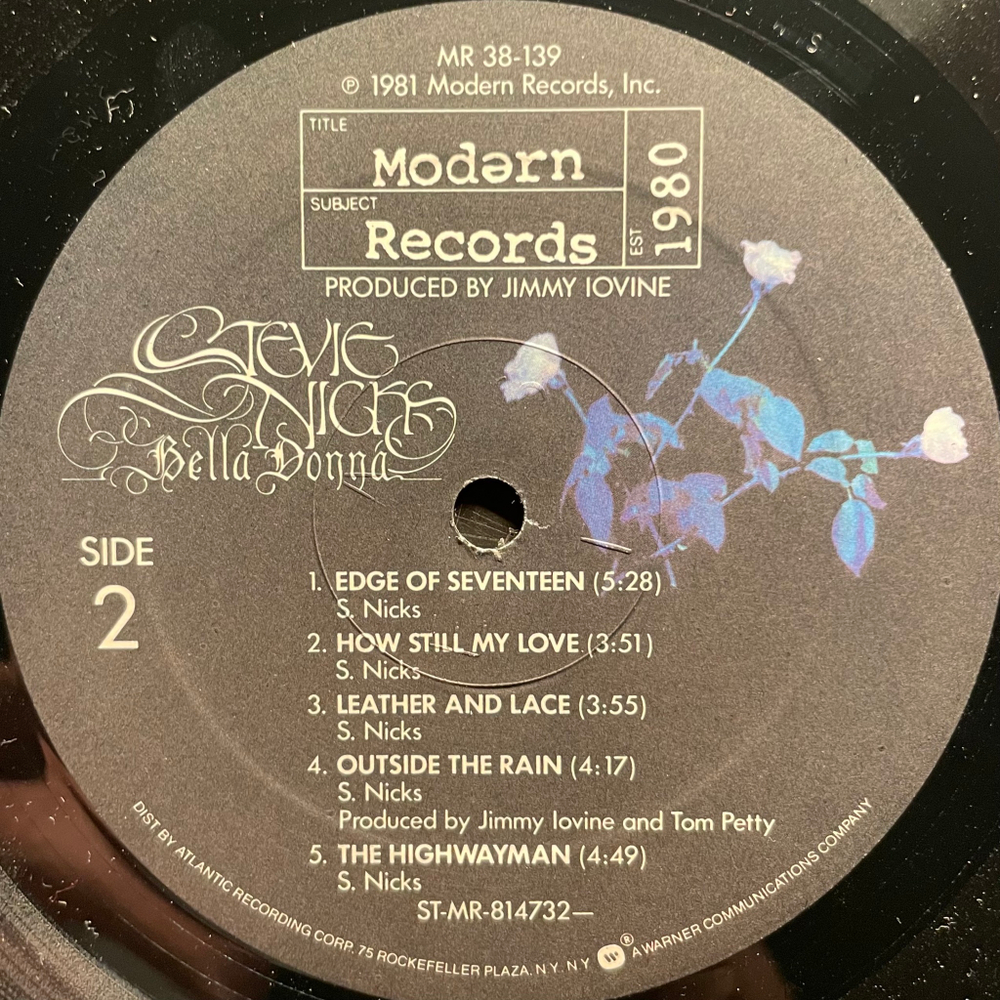 MR 38-139
℗ 1981 Modern Records, Inc.
TITLE
Modərn
SUBJECT
Records
EST 1980
PRODUCED BY JIMMY IOVINE
STEVIE
NICKS
Bella Donna
SIDE
2
1. EDGE OF SEVENTEEN (5:28)
S. Nicks
2. HOW STILL MY LOVE (3:51)
S. Nicks
3. LEATHER AND LACE (3:55)
S. Nicks
4. OUTSIDE THE RAIN (4:17)
S. Nicks
Produced by Jimmy Iovine and Tom Petty
5. THE HIGHWAYMAN (4:49)
S. Nicks
ST-MR-814732—
DIST BY ATLANTIC RECORDING CORP. 75 ROCKEFELLER PLAZA. N.Y. N.Y ® A WARNER COMMUNICATIONS COMPANY